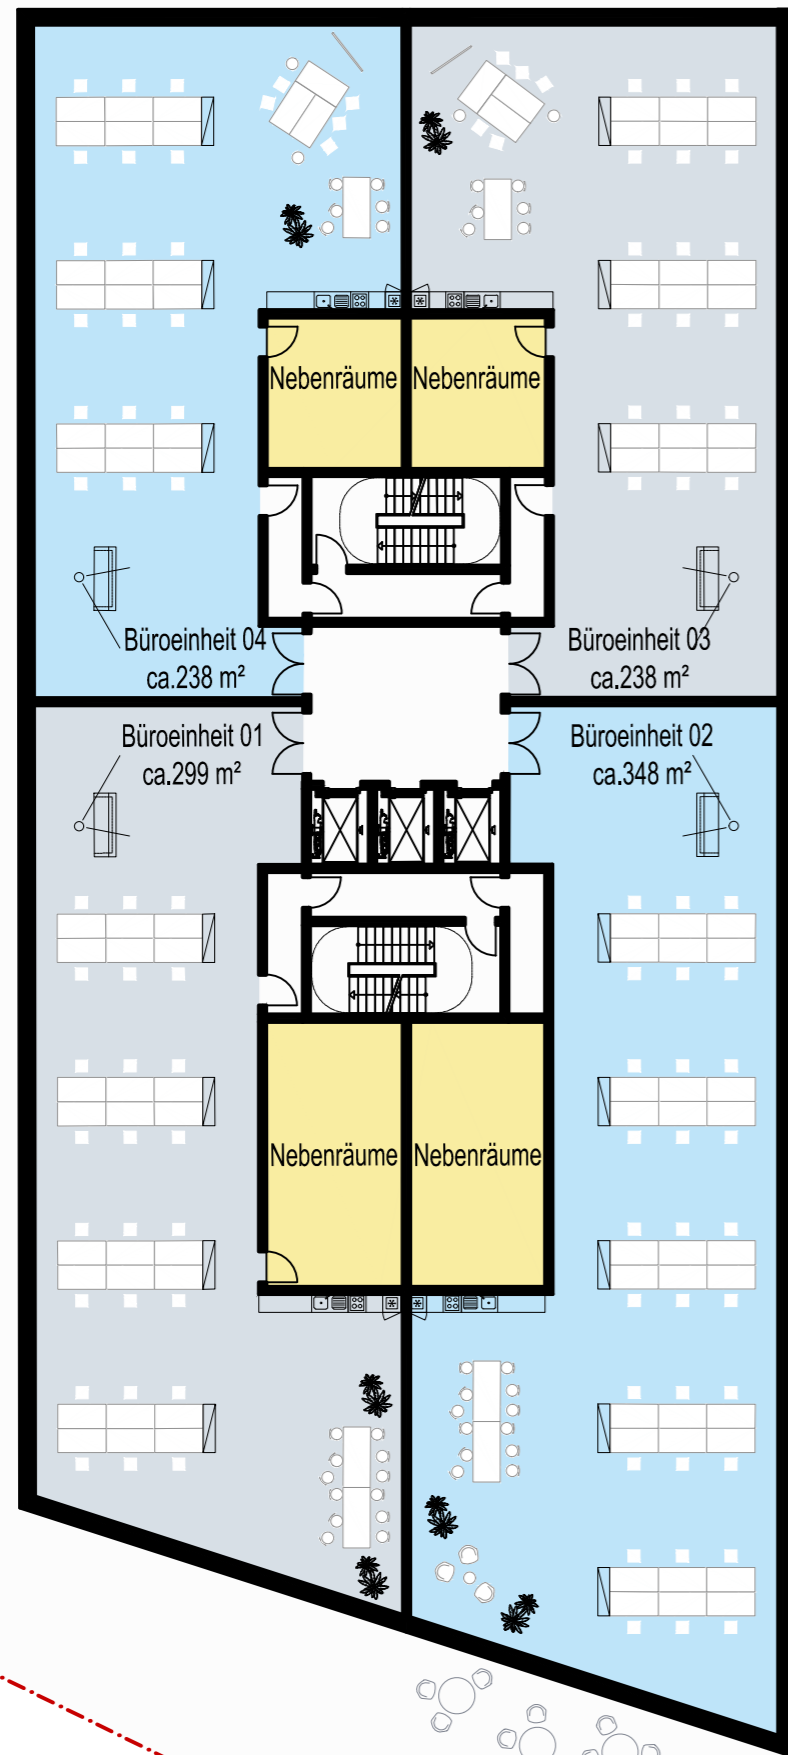 Nebenräume
Nebenräume
Büroeinheit 04
ca.238 m²
Büroeinheit 03
ca.238 m²
Büroeinheit 01
ca.299 m²
Büroeinheit 02
ca.348 m²
Nebenräume
Nebenräume